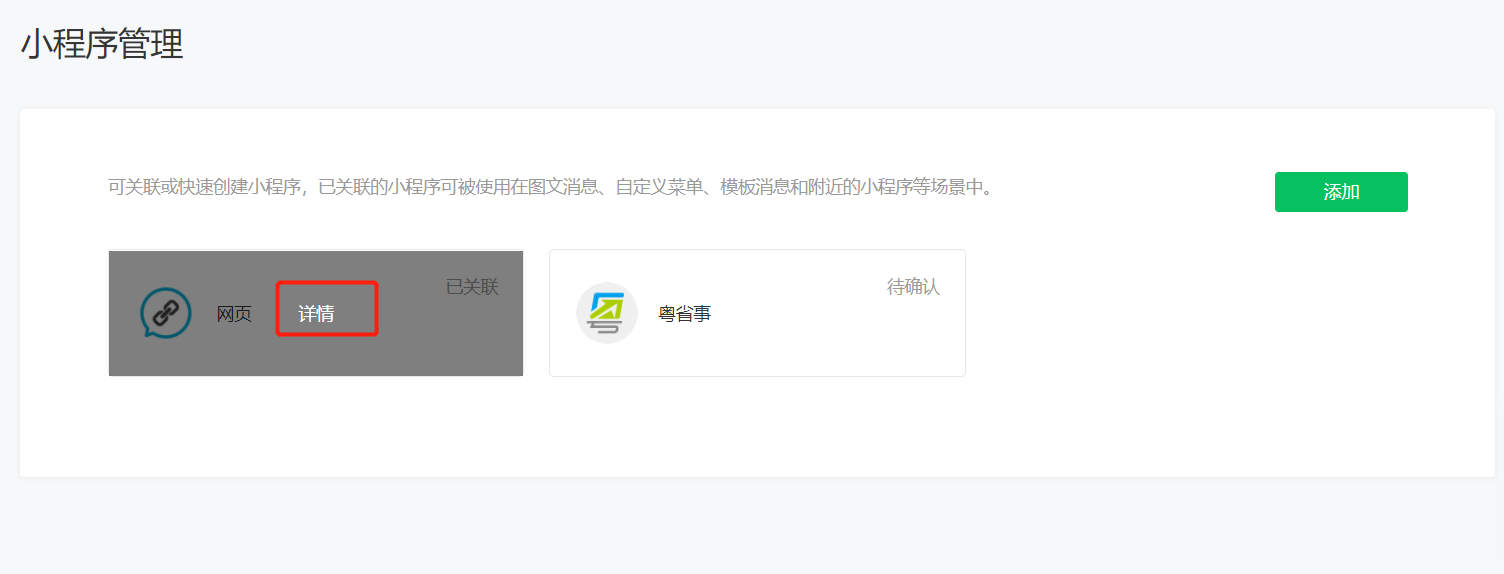 小程序管理
可关联或快速创建小程序，已关联的小程序可被使用在图文消息、自定义菜单、模板消息和附近的小程序等场景中。
添加
已关联
网页
详情
待确认
粤省事